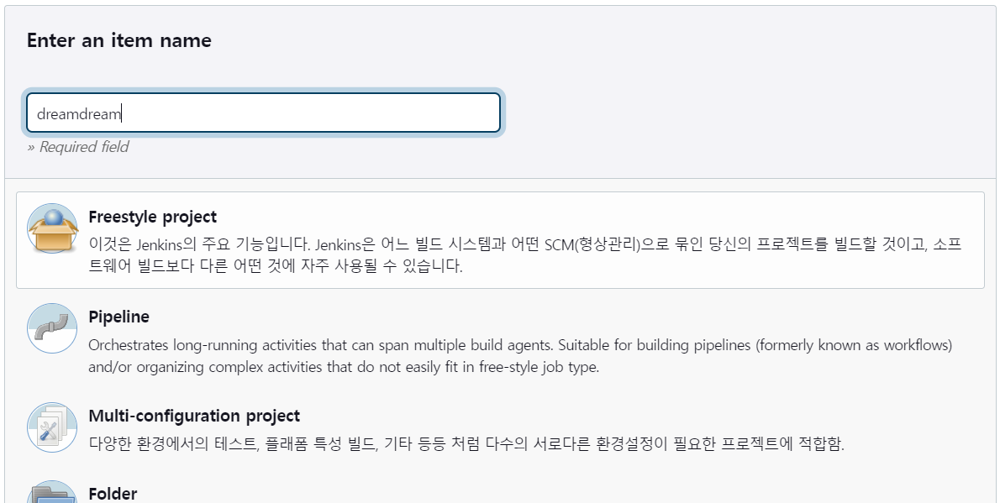 Enter an item name
dreamdream
» Required field
Freestyle project
이것은 Jenkins의 주요 기능입니다. Jenkins은 어느 빌드 시스템과 어떤 SCM(형상관리)으로 묶인 당신의 프로젝트를 빌드할 것이고, 소프
트웨어 빌드보다 다른 어떤 것에 자주 사용될 수 있습니다.
Pipeline
Orchestrates long-running activities that can span multiple build agents. Suitable for building pipelines (formerly known as workflows)
and/or organizing complex activities that do not easily fit in free-style job type.
Multi-configuration project
다양한 환경에서의 테스트, 플래폼 특성 빌드, 기타 등등 처럼 다수의 서로다른 환경설정이 필요한 프로젝트에 적합함.
Folder